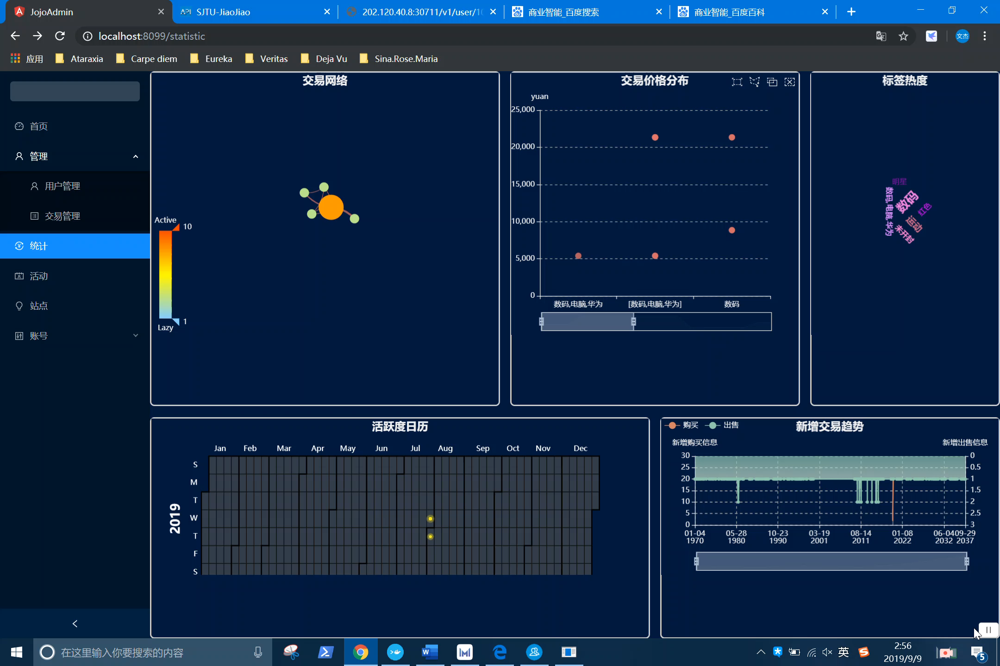 JojoAdmin
SJTU-JiaoJiao
202.120.40.8:30711/v1/user/10
商业智能_百度搜索
商业智能_百度百科
localhost:8099/statistic
文杰
应用
Ataraxia
Carpe diem
Eureka
Veritas
Deja Vu
Sina.Rose.Maria
首页
管理
用户管理
交易管理
统计
活动
站点
账号
交易网络
Active
10
1
Lazy
交易价格分布
yuan
25,000
20,000
15,000
10,000
5,000
0
数码,电脑,华为
[数码,电脑,华为]
数码
标签热度
明星
数码,电脑,华为
数码
红色
运动
未开封
活跃度日历
Jan Feb Mar Apr May Jun Jul Aug Sep Oct Nov Dec
2019
S
M
T
W
T
F
S
购买 出售
新增交易趋势
新增购买信息
新增出售信息
30
25
20
15
10
5
0
0
0.5
1
1.5
2
2.5
3
01-04 05-28 10-23 03-19 08-14 01-08 06-04 09-29
1970 1980 1990 2001 2011 2022 2032 2037
在这里输入你要搜索的内容
英
2:56
2019/9/9
5